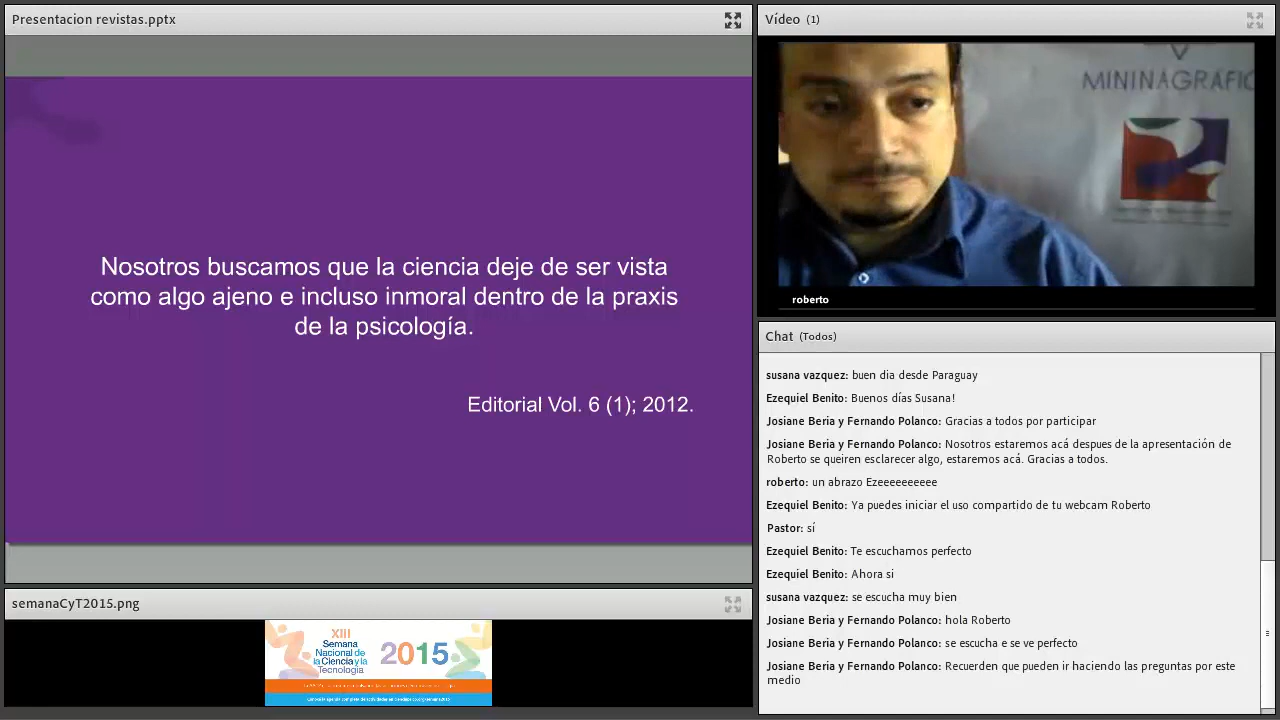 Presentacion revistas.pptx
Nosotros buscamos que la ciencia deje de ser vista
como algo ajeno e incluso inmoral dentro de la praxis
de la psicología.
Editorial Vol. 6 (1); 2012.
semanaCyT2015.png
XIII
Semana
Nacional de
la Ciencia y la
Tecnología
2015
Vídeo (1)
MININAGRAFIC
roberto
Chat (Todos)
susana vazquez: buen dia desde Paraguay
Ezequiel Benito: Buenos días Susana!
Josiane Beria y Fernando Polanco: Gracias a todos por participar
Josiane Beria y Fernando Polanco: Nosotros estaremos acá despues de la apresentación de
Roberto se queiren esclarecer algo, estaremos acá. Gracias a todos.
roberto: un abrazo Ezeeeeeeeeee
Ezequiel Benito: Ya puedes iniciar el uso compartido de tu webcam Roberto
Pastor: sí
Ezequiel Benito: Te escuchamos perfecto
Ezequiel Benito: Ahora si
susana vazquez: se escucha muy bien
Josiane Beria y Fernando Polanco: hola Roberto
Josiane Beria y Fernando Polanco: se escucha e se ve perfecto
Josiane Beria y Fernando Polanco: Recuerden que pueden ir haciendo las preguntas por este
medio